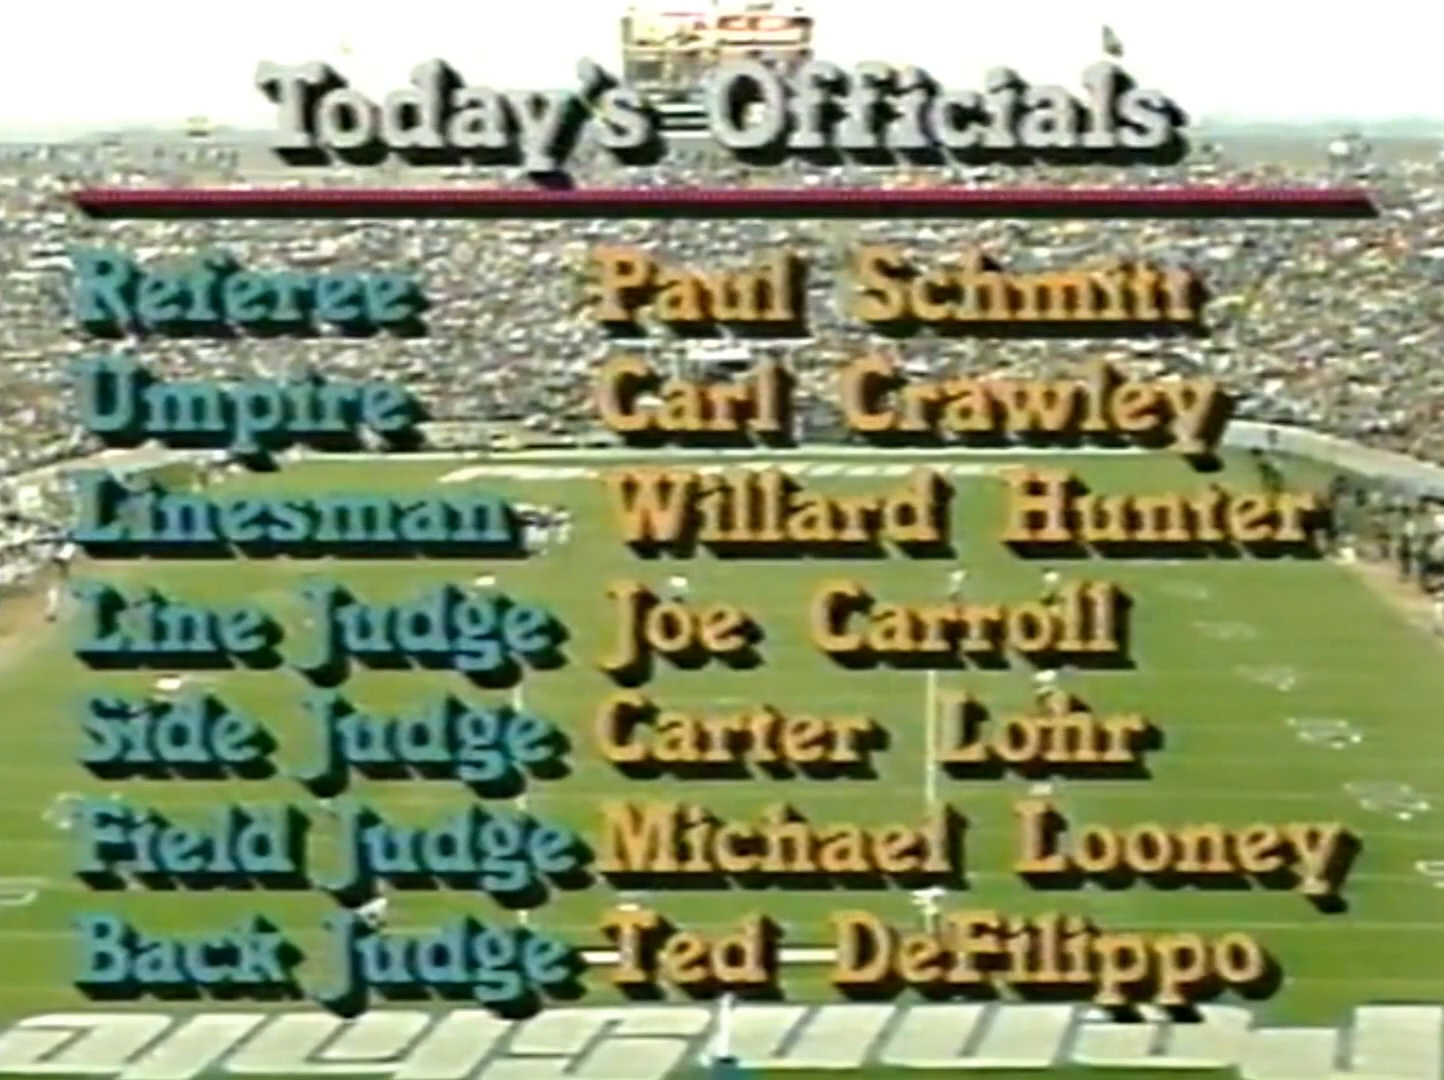 Today's Officials
Referee Paul Schmitt
Umpire Carl Crawley
Linesman Willard Hunter
Line Judge Joe Carroll
Side Judge Carter Lohr
Field Judge Michael Looney
Back Judge Ted DeFilippo